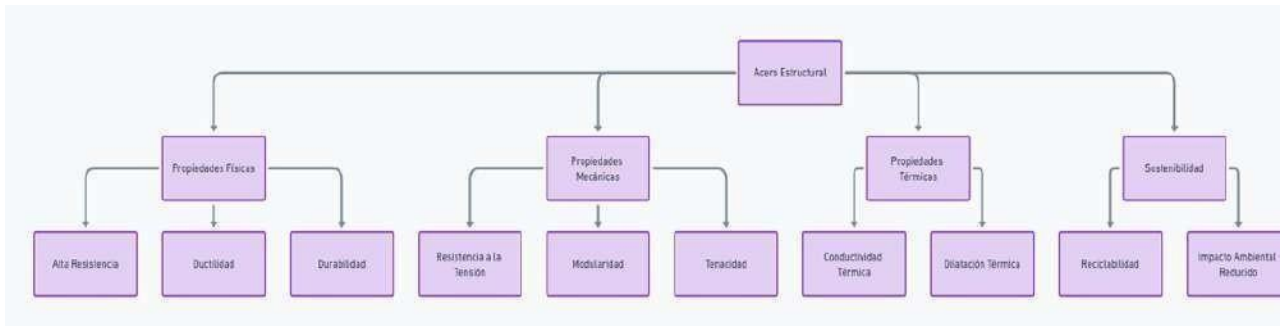 Acero Estructural
Propiedades Físicas
Propiedades
Mecánicas
Propiedades
Térmicas
Sostenibilidad
Alta Resistencia
Ductilidad
Durabilidad
Resistencia a la
Tensión
Modularidad
Tenacidad
Conductividad
Térmica
Dilatación Térmica
Reciclabilidad
Impacto Ambiental
Reducido